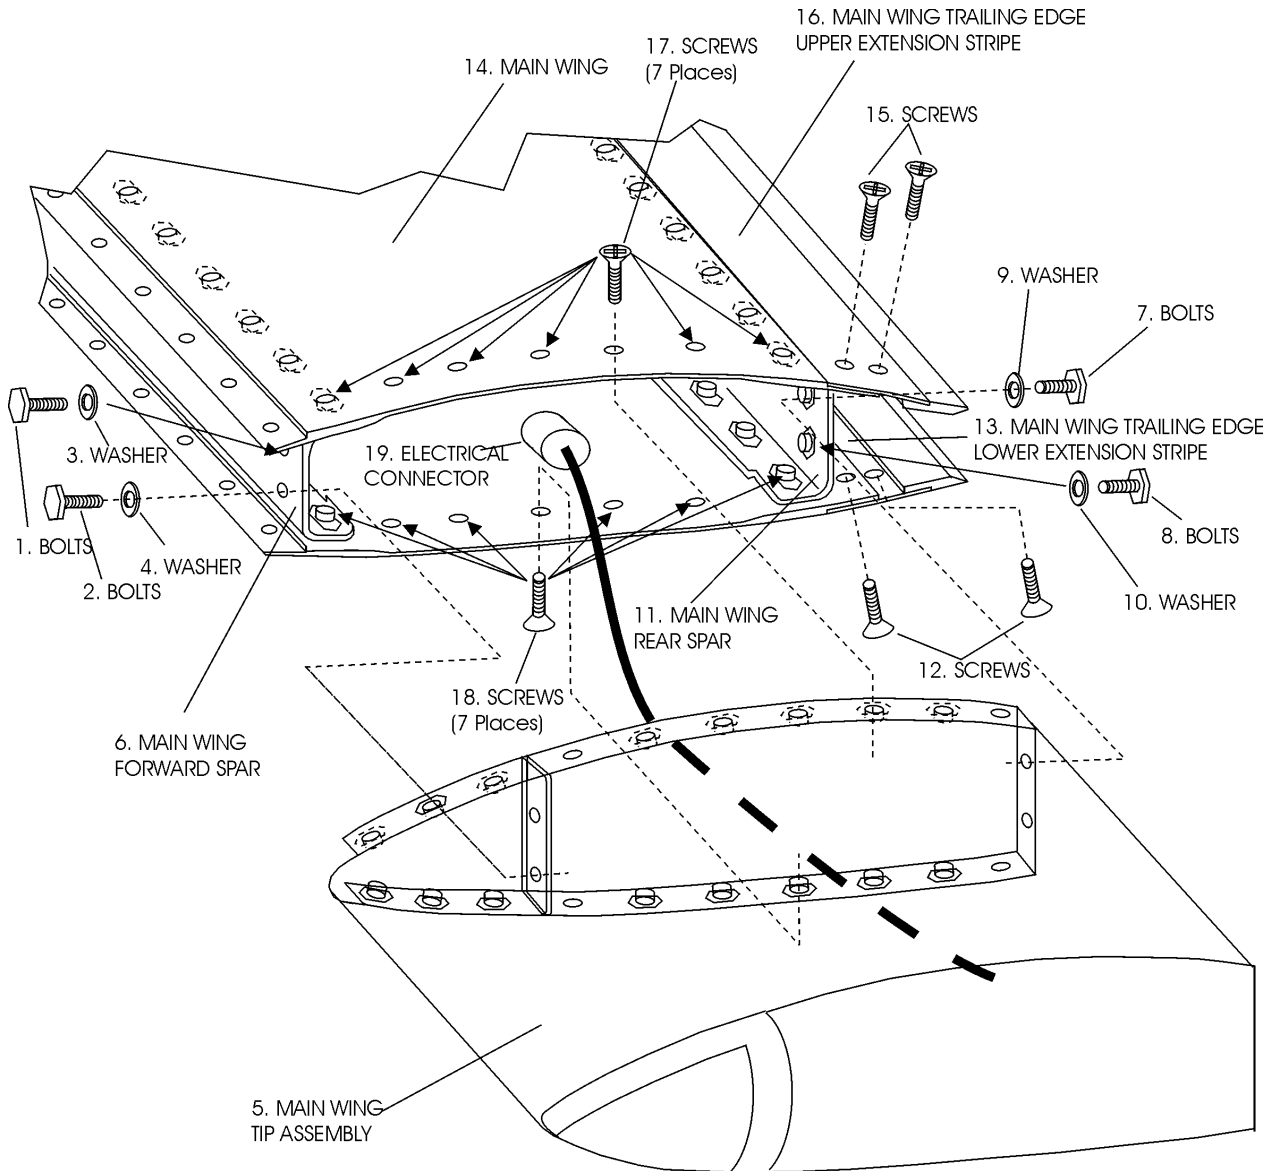 16. MAIN WING TRAILING EDGE
UPPER EXTENSION STRIPE
17. SCREWS
(7 Places)
14. MAIN WING
15. SCREWS
9. WASHER
7. BOLTS
3. WASHER
19. ELECTRICAL
CONNECTOR
13. MAIN WING TRAILING EDGE
LOWER EXTENSION STRIPE
1. BOLTS
4. WASHER
2. BOLTS
8. BOLTS
10. WASHER
11. MAIN WING
REAR SPAR
12. SCREWS
18. SCREWS
(7 Places)
6. MAIN WING
FORWARD SPAR
5. MAIN WING
TIP ASSEMBLY